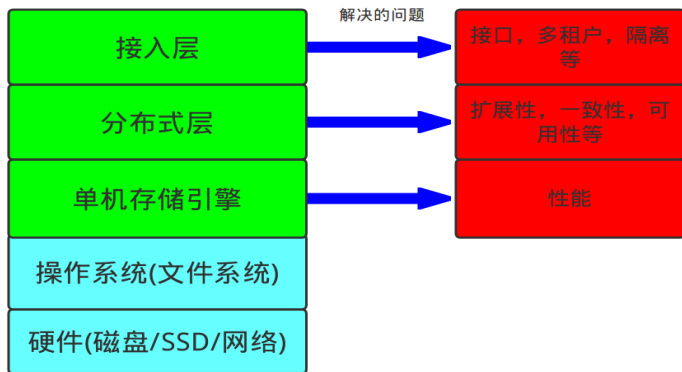 解决的问题
接入层
接口，多租户，隔离
等
分布式层
扩展性，一致性，可
用性等
单机存储引擎
性能
操作系统(文件系统)
硬件(磁盘/SSD/网络)